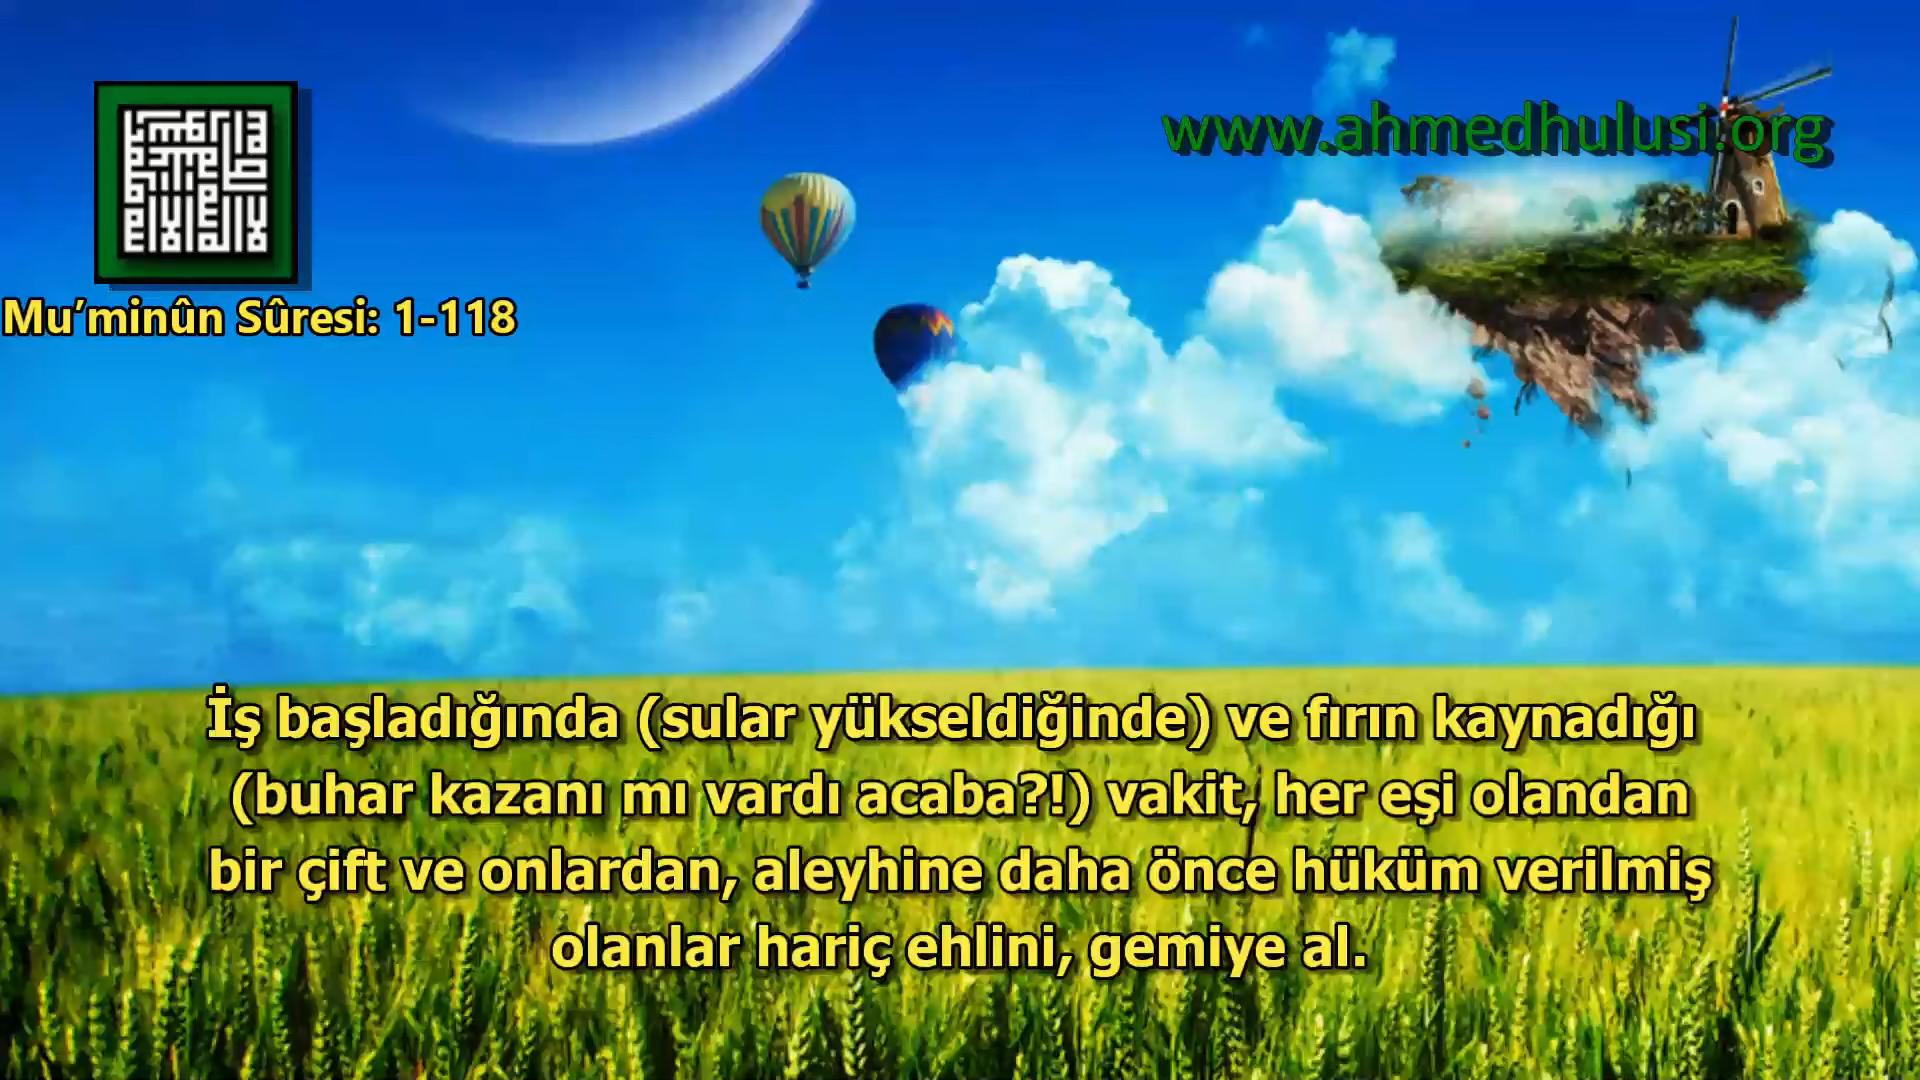 www.ahmedhulusi.org
Mu’minûn Sûresi: 1-118
İş başladığında (sular yükseldiğinde) ve fırın kaynadığı
(buhar kazanı mı vardı acaba?!) vakit, her eşi olandan
bir çift ve onlardan, aleyhine daha önce hüküm verilmiş
olanlar hariç ehlini, gemiye al.